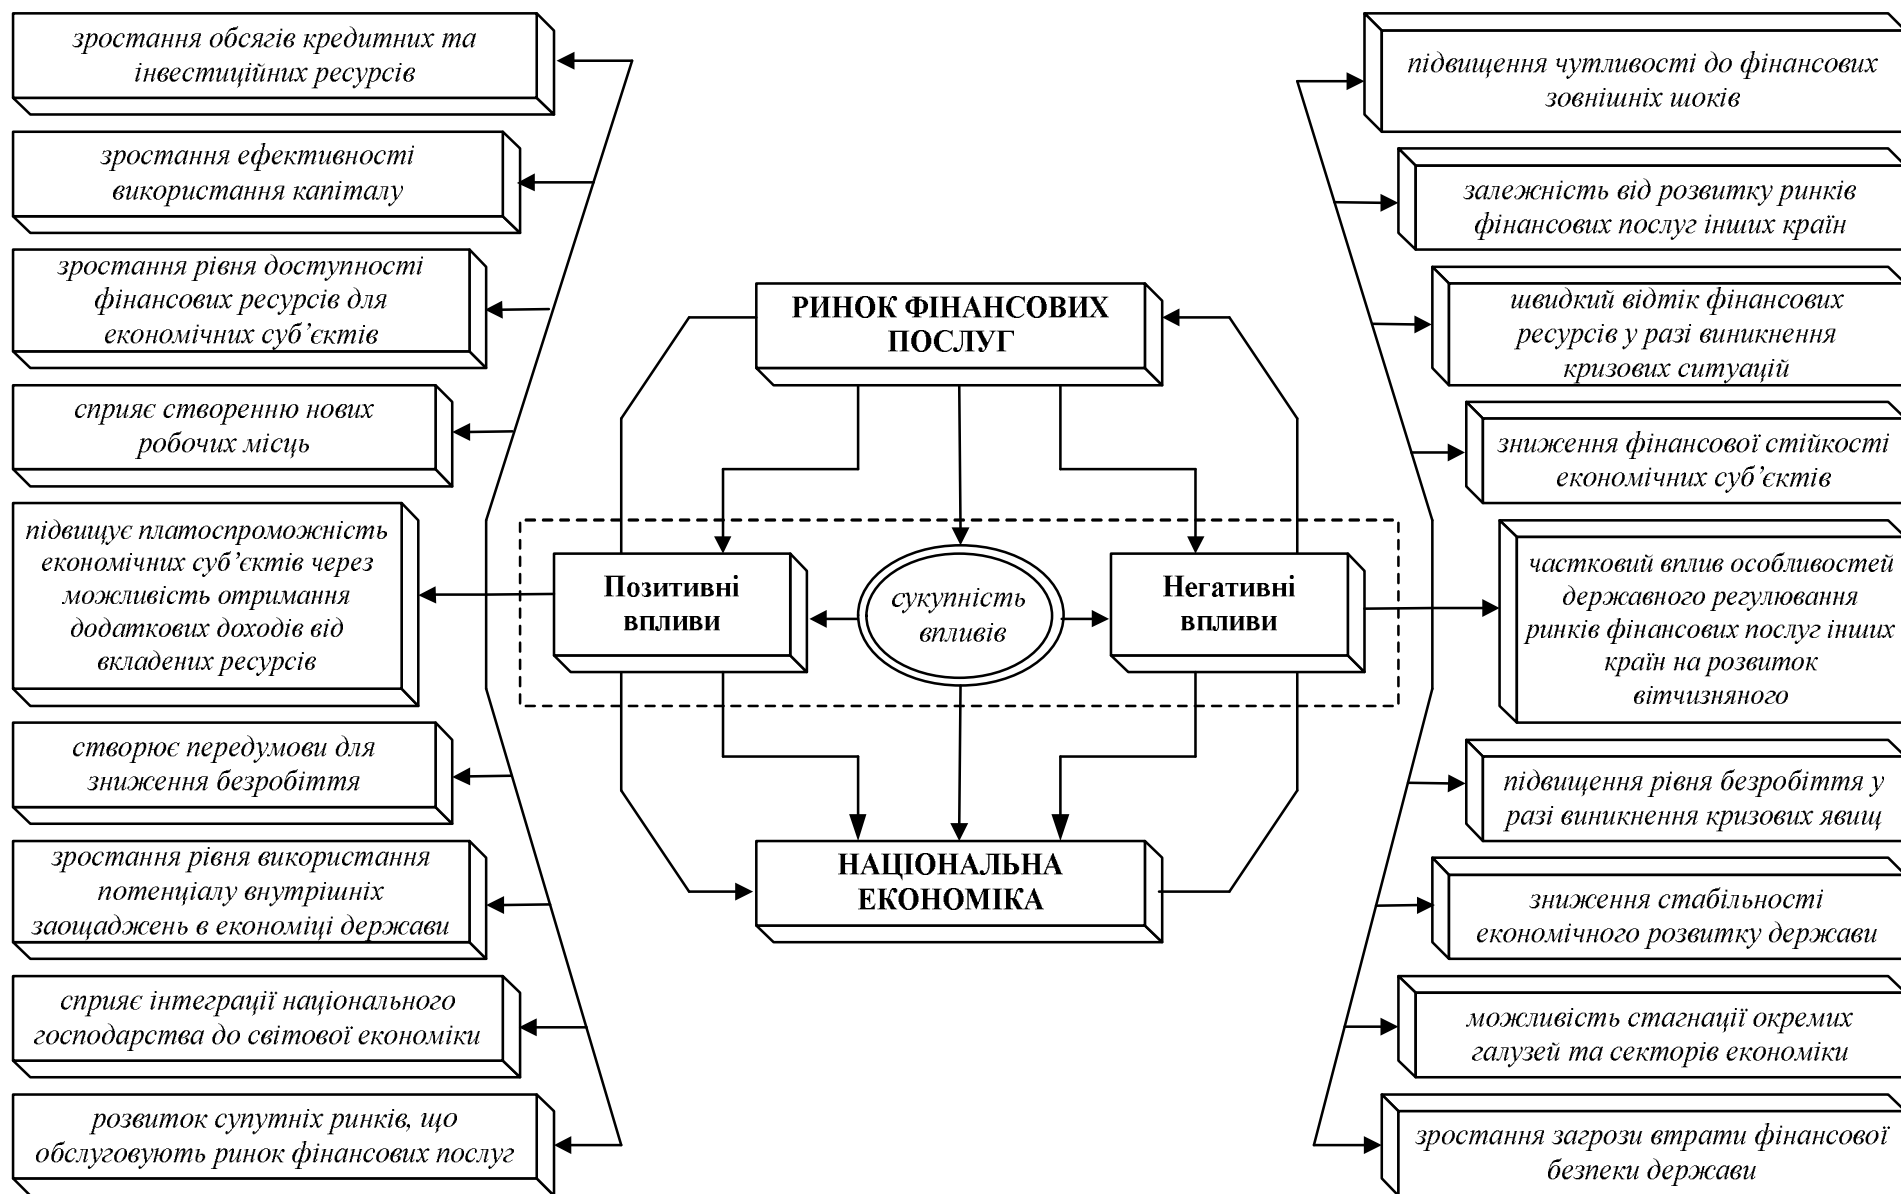 зростання обсягів кредитних та
інвестиційних ресурсів
зростання ефективності
використання капіталу
зростання рівня доступності
фінансових ресурсів для
економічних суб’єктів
сприяє створенню нових
робочих місць
підвищує платоспроможність
економічних суб’єктів через
можливість отримання
додаткових доходів від
вкладених ресурсів
створює передумови для
зниження безробіття
зростання рівня використання
потенціалу внутрішніх
заощаджень в економіці держави
сприяє інтеграції національного
господарства до світової економіки
розвиток супутніх ринків, що
обслуговують ринок фінансових послуг
РИНОК ФІНАНСОВИХ
ПОСЛУГ
Позитивні
впливи
сукупність
впливів
Негативні
впливи
НАЦІОНАЛЬНА
ЕКОНОМІКА
підвищення чутливості до фінансових
зовнішніх шоків
залежність від розвитку ринків
фінансових послуг інших країн
швидкий відтік фінансових
ресурсів у разі виникнення
кризових ситуацій
зниження фінансової стійкості
економічних суб’єктів
частковий вплив особливостей
державного регулювання
ринків фінансових послуг інших
країн на розвиток
вітчизняного
підвищення рівня безробіття у
разі виникнення кризових явищ
зниження стабільності
економічного розвитку держави
можливість стагнації окремих
галузей та секторів економіки
зростання загрози втрати фінансової
безпеки держави